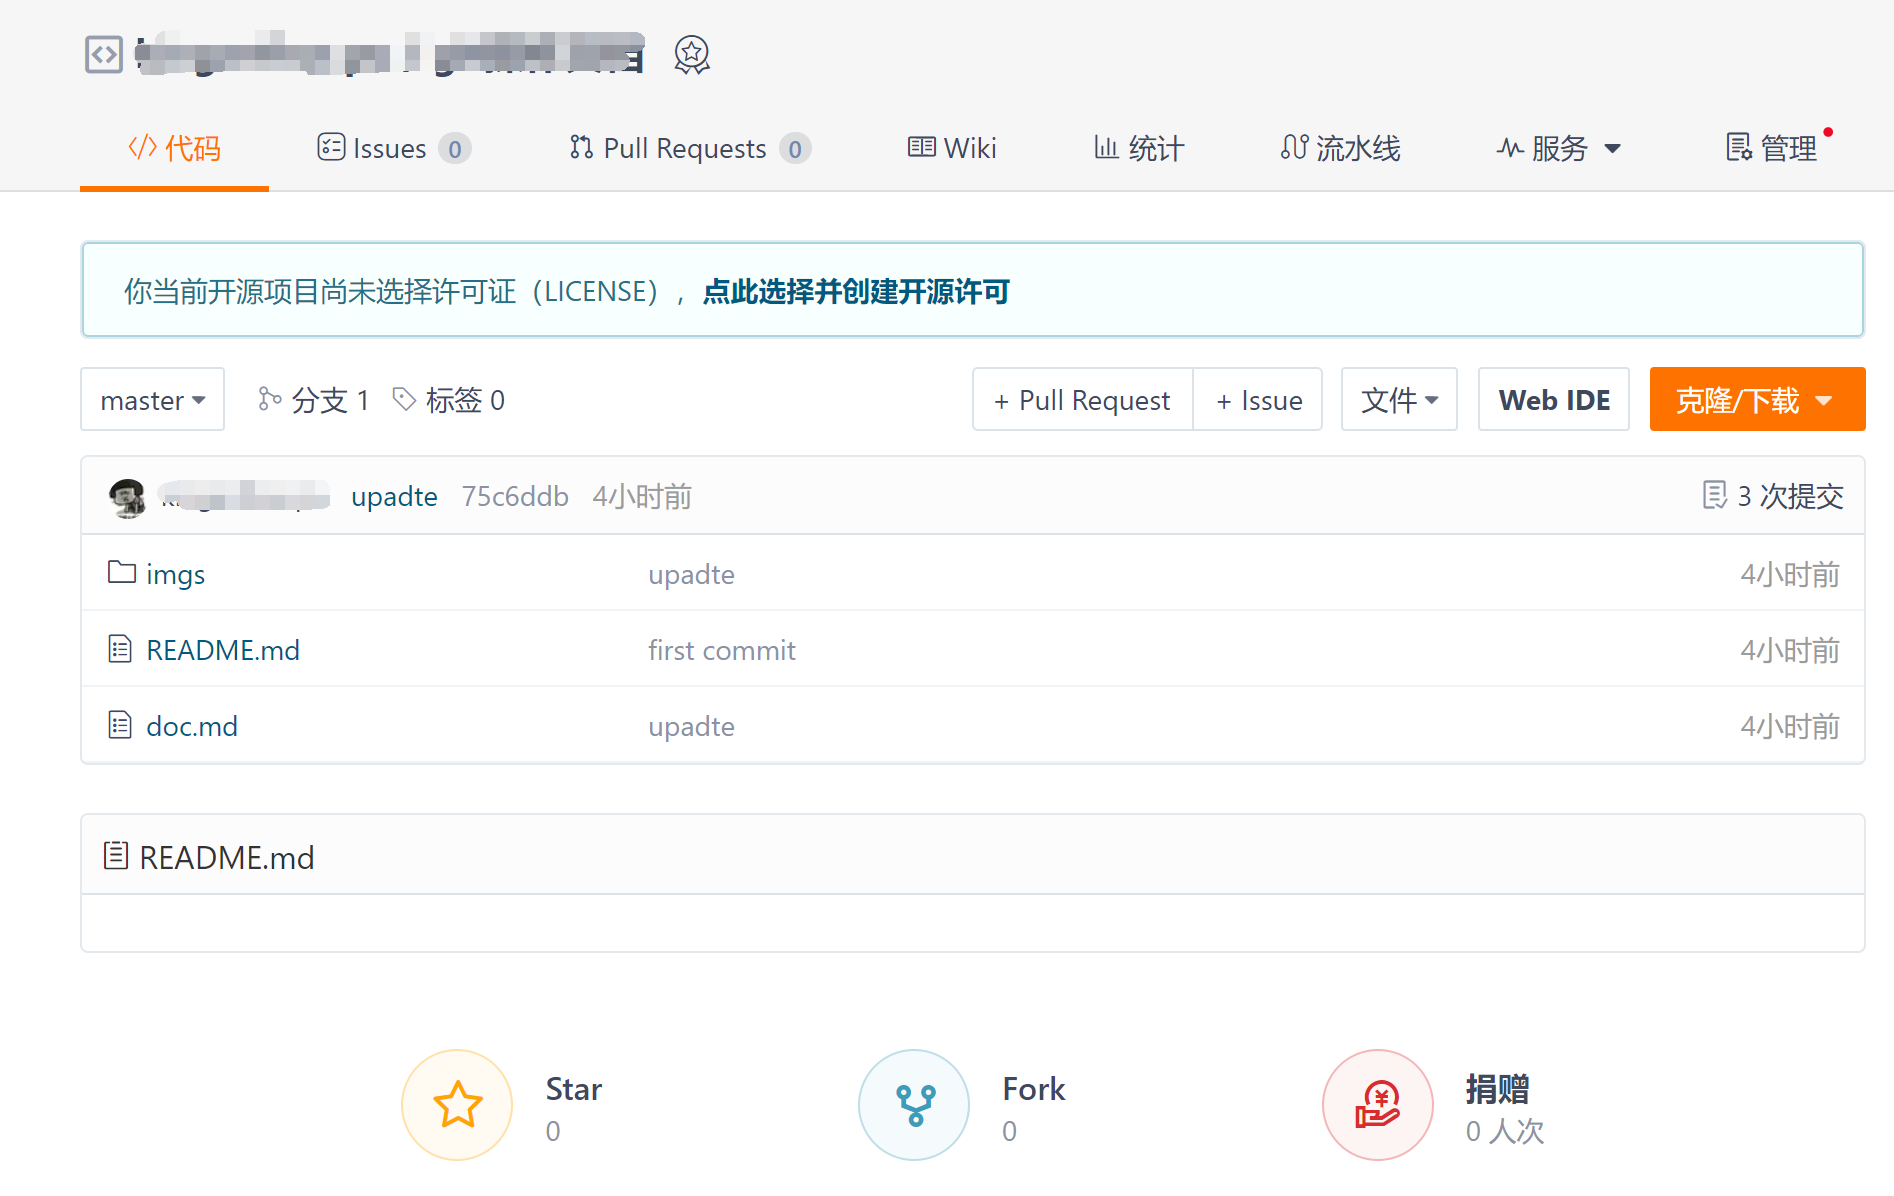 代码 Issues 0 Pull Requests 0 Wiki 统计 流水线 服务 管理
你当前开源项目尚未选择许可证（LICENSE），点此选择并创建开源许可
master 分支 1 标签 0 + Pull Request + Issue 文件 Web IDE 克隆/下载
upadte 75c6ddb 4小时前 3 次提交
imgs upadte 4小时前
README.md first commit 4小时前
doc.md upadte 4小时前
README.md
Star Fork 捐赠
0 0 0 人次